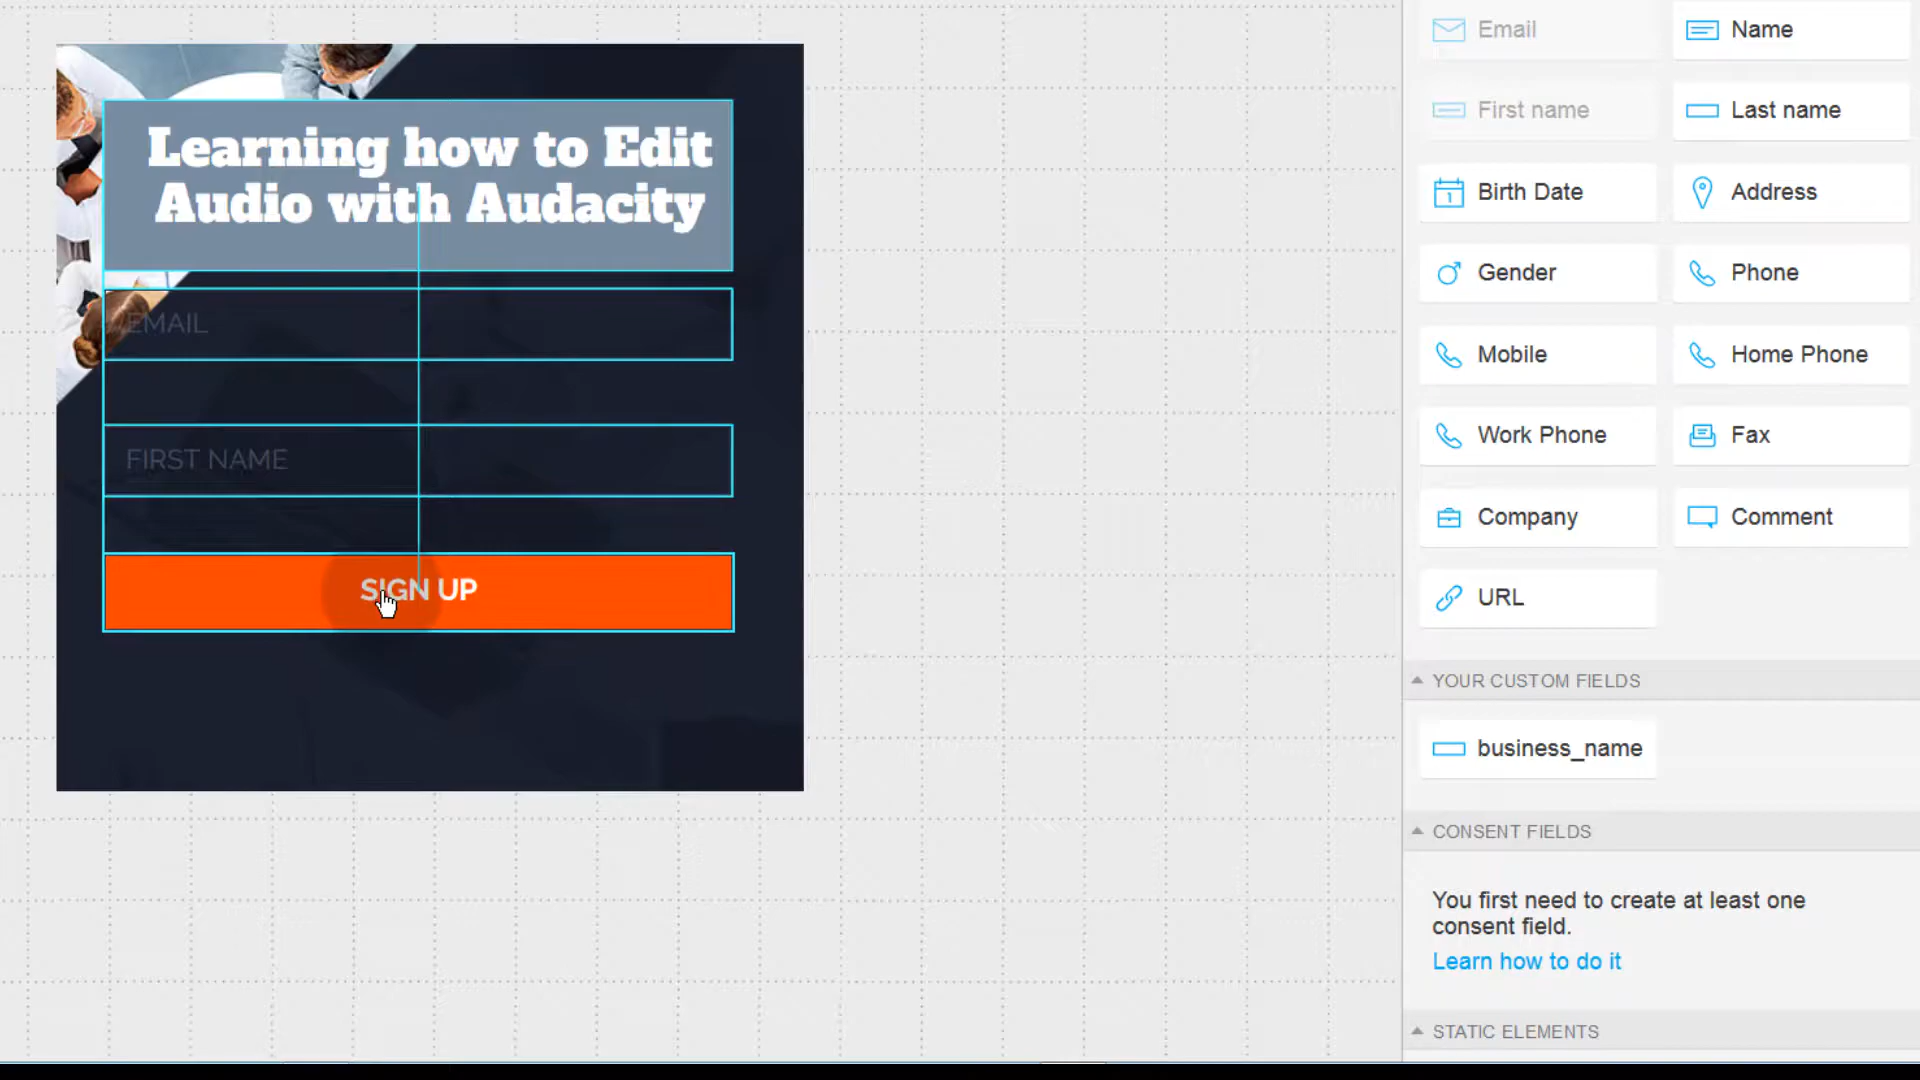 Learning how to Edit
Audio with Audacity
EMAIL
FIRST NAME
SIGN UP
Email
Name
First name
Last name
1
Birth Date
Address
Gender
Phone
Mobile
Home Phone
Work Phone
Fax
Company
Comment
URL
YOUR CUSTOM FIELDS
business_name
CONSENT FIELDS
You first need to create at least one
consent field.
Learn how to do it
STATIC ELEMENTS